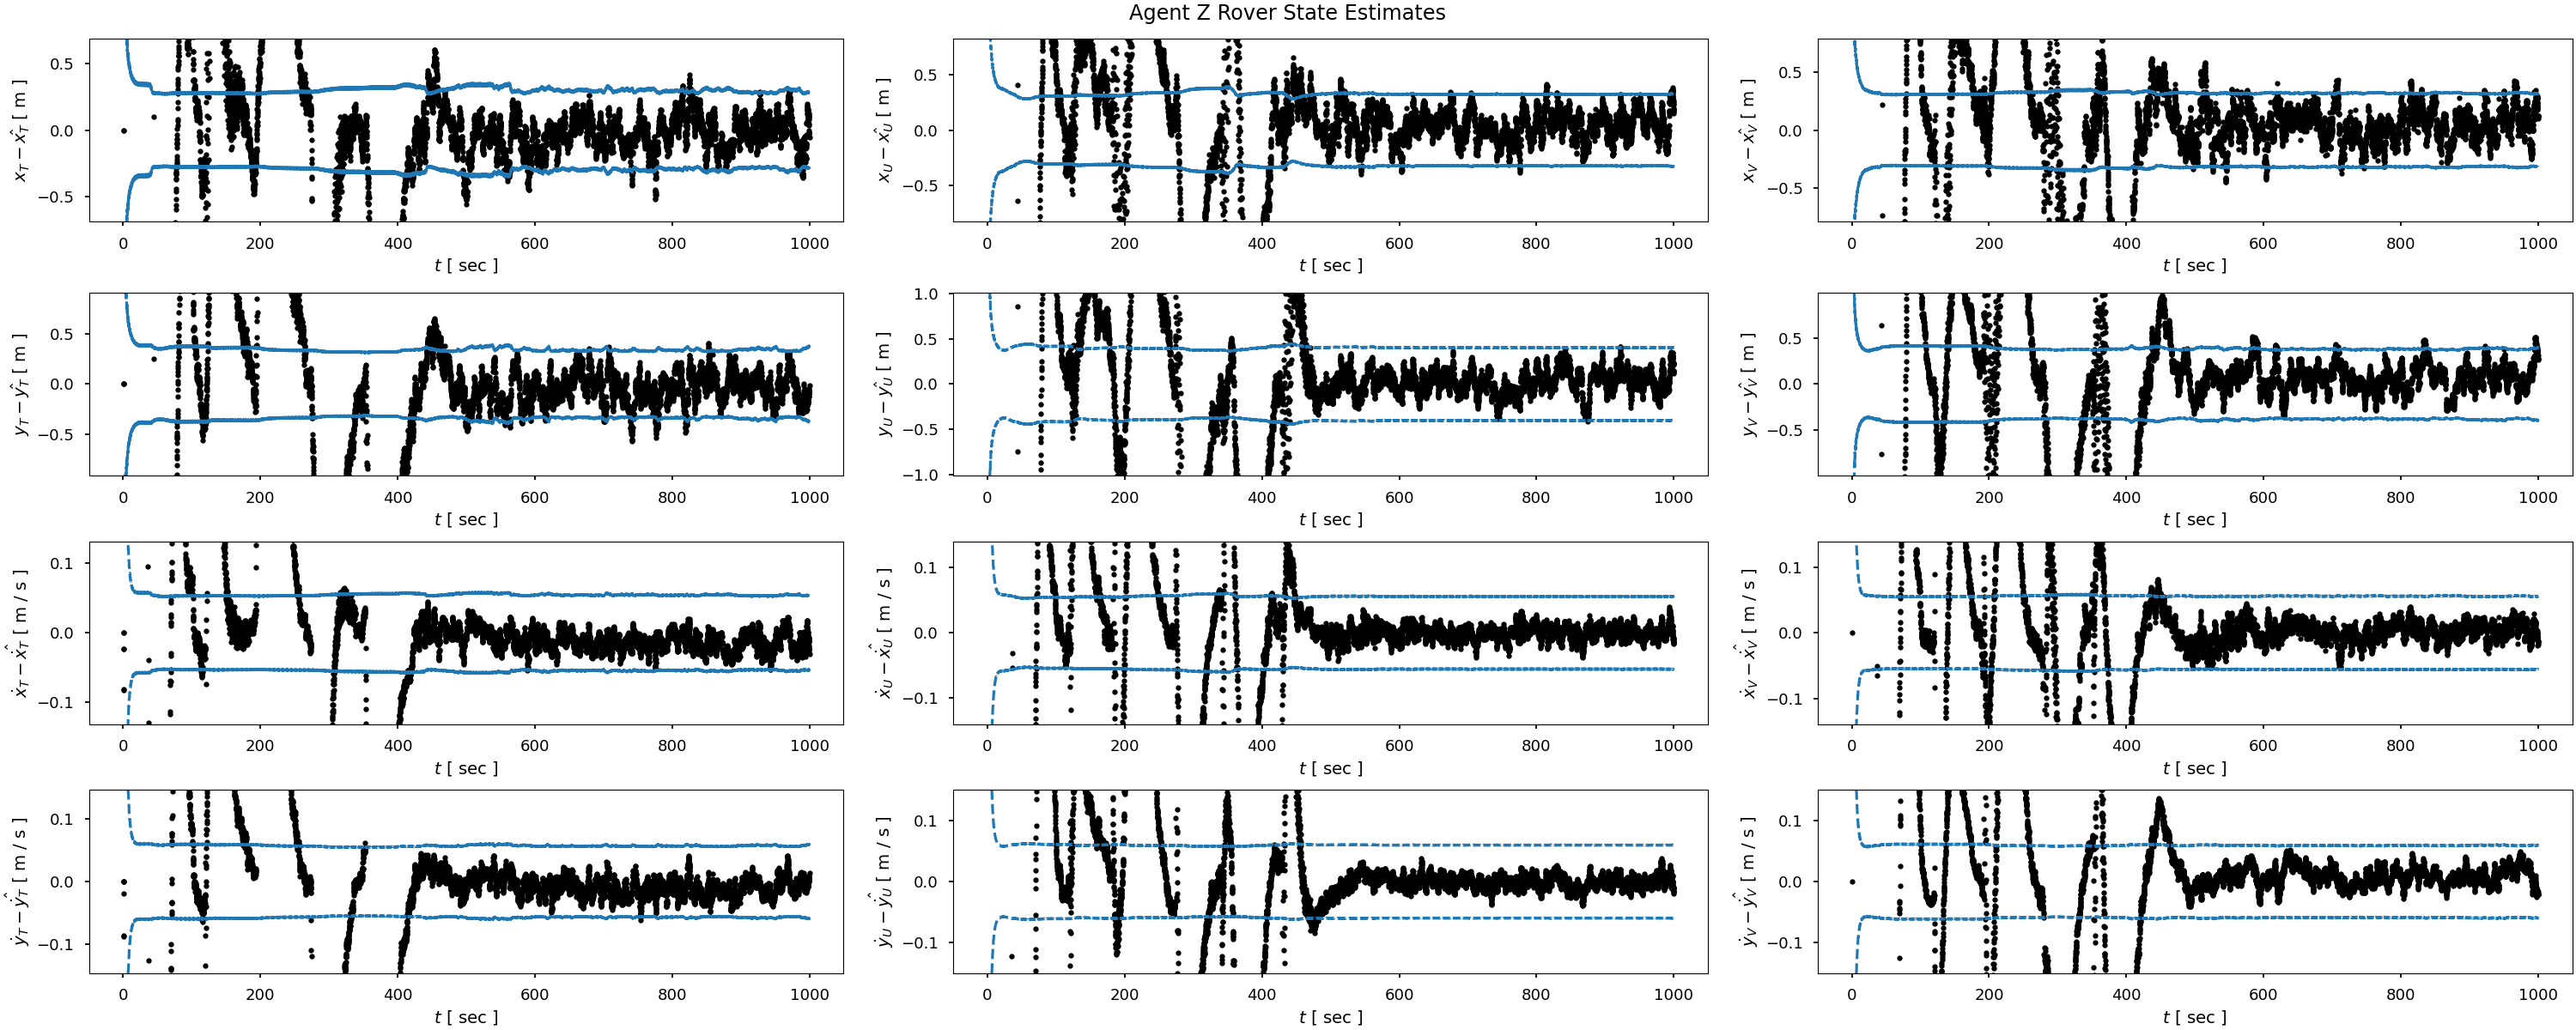 Agent Z Rover State Estimates
x_T − x̂_T [ m ]
0.5
0.0
−0.5
0 200 400 600 800 1000
t [ sec ]
x_U − x̂_U [ m ]
0.5
0.0
−0.5
0 200 400 600 800 1000
t [ sec ]
x_V − x̂_V [ m ]
0.5
0.0
−0.5
0 200 400 600 800 1000
t [ sec ]
y_T − ŷ_T [ m ]
0.5
0.0
−0.5
0 200 400 600 800 1000
t [ sec ]
y_U − ŷ_U [ m ]
1.0
0.5
0.0
−0.5
−1.0
0 200 400 600 800 1000
t [ sec ]
y_V − ŷ_V [ m ]
0.5
0.0
−0.5
0 200 400 600 800 1000
t [ sec ]
ẋ_T − ẋ̂_T [ m / s ]
0.1
0.0
−0.1
0 200 400 600 800 1000
t [ sec ]
ẋ_U − ẋ̂_U [ m / s ]
0.1
0.0
−0.1
0 200 400 600 800 1000
t [ sec ]
ẋ_V − ẋ̂_V [ m / s ]
0.1
0.0
−0.1
0 200 400 600 800 1000
t [ sec ]
ẏ_T − ẏ̂_T [ m / s ]
0.1
0.0
−0.1
0 200 400 600 800 1000
t [ sec ]
ẏ_U − ẏ̂_U [ m / s ]
0.1
0.0
−0.1
0 200 400 600 800 1000
t [ sec ]
ẏ_V − ẏ̂_V [ m / s ]
0.1
0.0
−0.1
0 200 400 600 800 1000
t [ sec ]